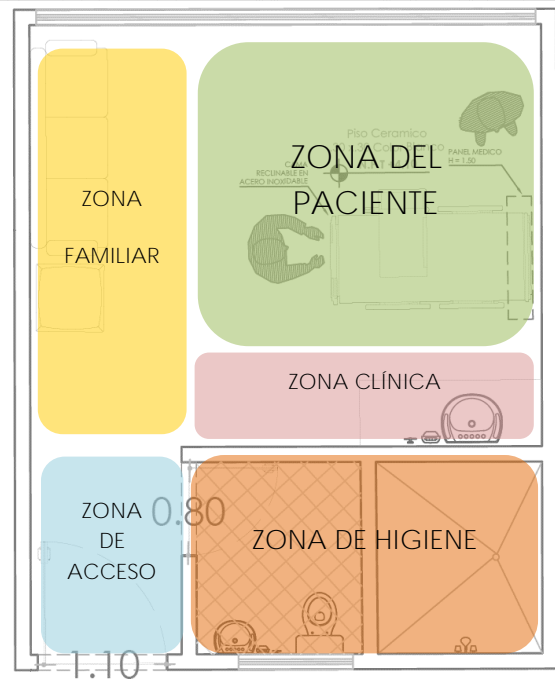 ZONA
FAMILIAR
Piso Ceramico
ZONA DEL
PACIENTE
RECLINABLE EN
ACERO INOXIDABLE
PANEL MEDICO
H = 1.50
ZONA CLÍNICA
ZONA
DE
ACCESO
0.80
ZONA DE HIGIENE
1.10